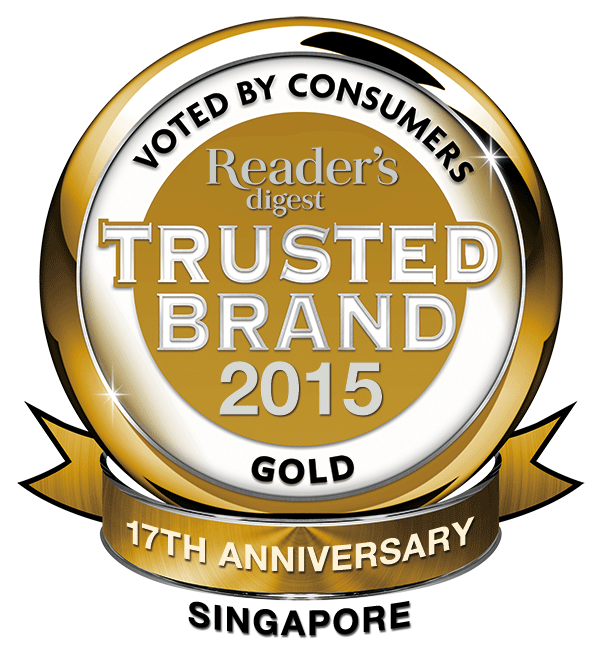 VOTED BY CONSUMERS
Reader's
digest
TRUSTED
BRAND
2015
GOLD
17TH ANNIVERSARY
SINGAPORE